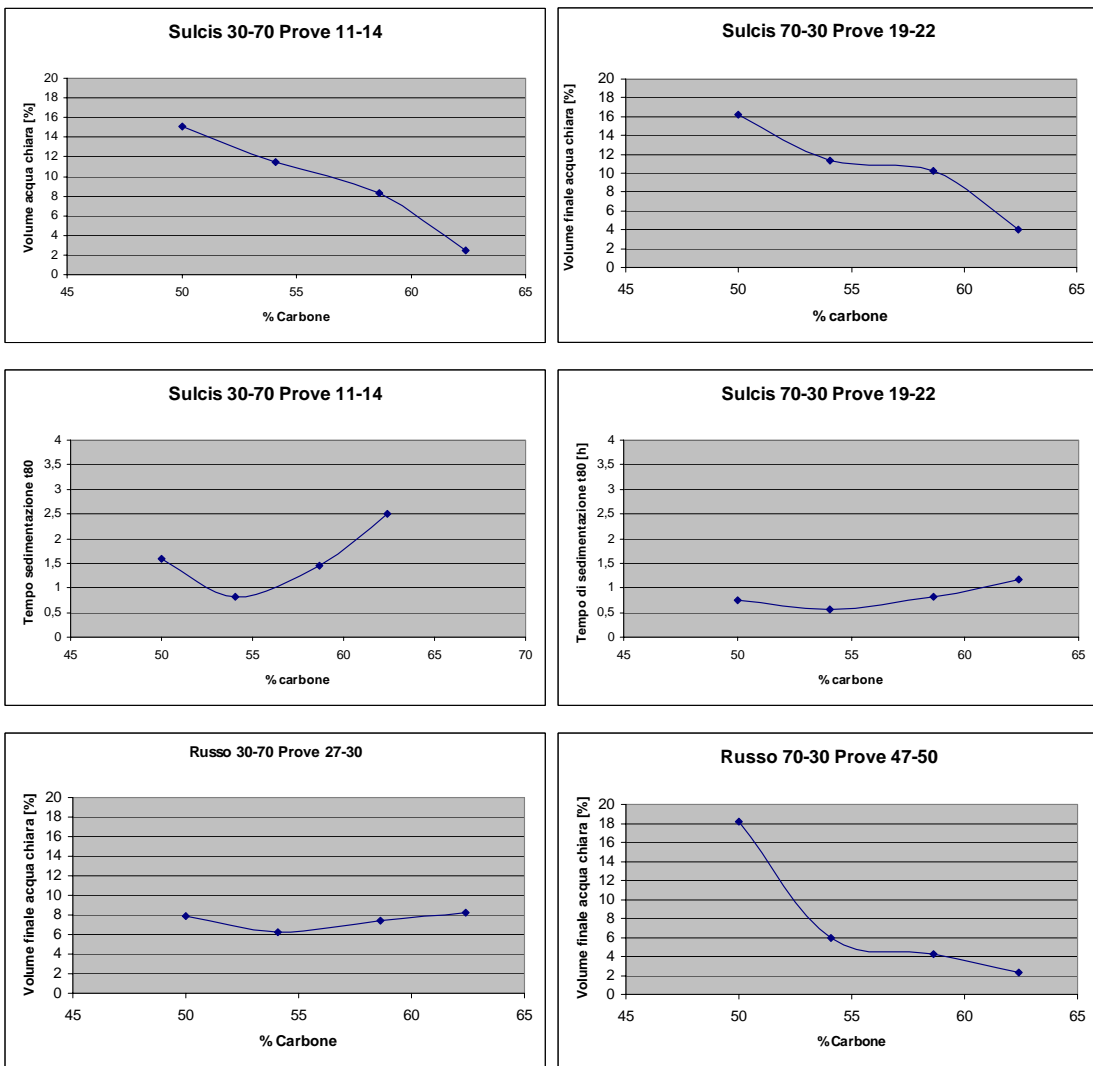 Sulcis 30-70 Prove 11-14
Volume acqua chiara [%]
20
18
16
14
12
10
8
6
4
2
0
45 50 55 60 65
% Carbone
Sulcis 70-30 Prove 19-22
Volume finale acqua chiara [%]
20
18
16
14
12
10
8
6
4
2
0
45 50 55 60 65
% carbone
Sulcis 30-70 Prove 11-14
Tempo sedimentazione t80
4
3,5
3
2,5
2
1,5
1
0,5
0
45 50 55 60 65 70
% carbone
Sulcis 70-30 Prove 19-22
Tempo di sedimentazione t80 [h]
4
3,5
3
2,5
2
1,5
1
0,5
0
45 50 55 60 65
% carbone
Russo 30-70 Prove 27-30
Volume finale acqua chiara [%]
20
18
16
14
12
10
8
6
4
2
0
45 50 55 60 65
% Carbone
Russo 70-30 Prove 47-50
Volume finale acqua chiara [%]
20
18
16
14
12
10
8
6
4
2
0
45 50 55 60 65
%Carbone